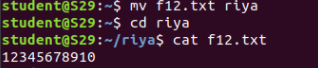 student@S29:~$ mv f12.txt riya
student@S29:~$ cd riya
student@S29:~/riya$ cat f12.txt
12345678910